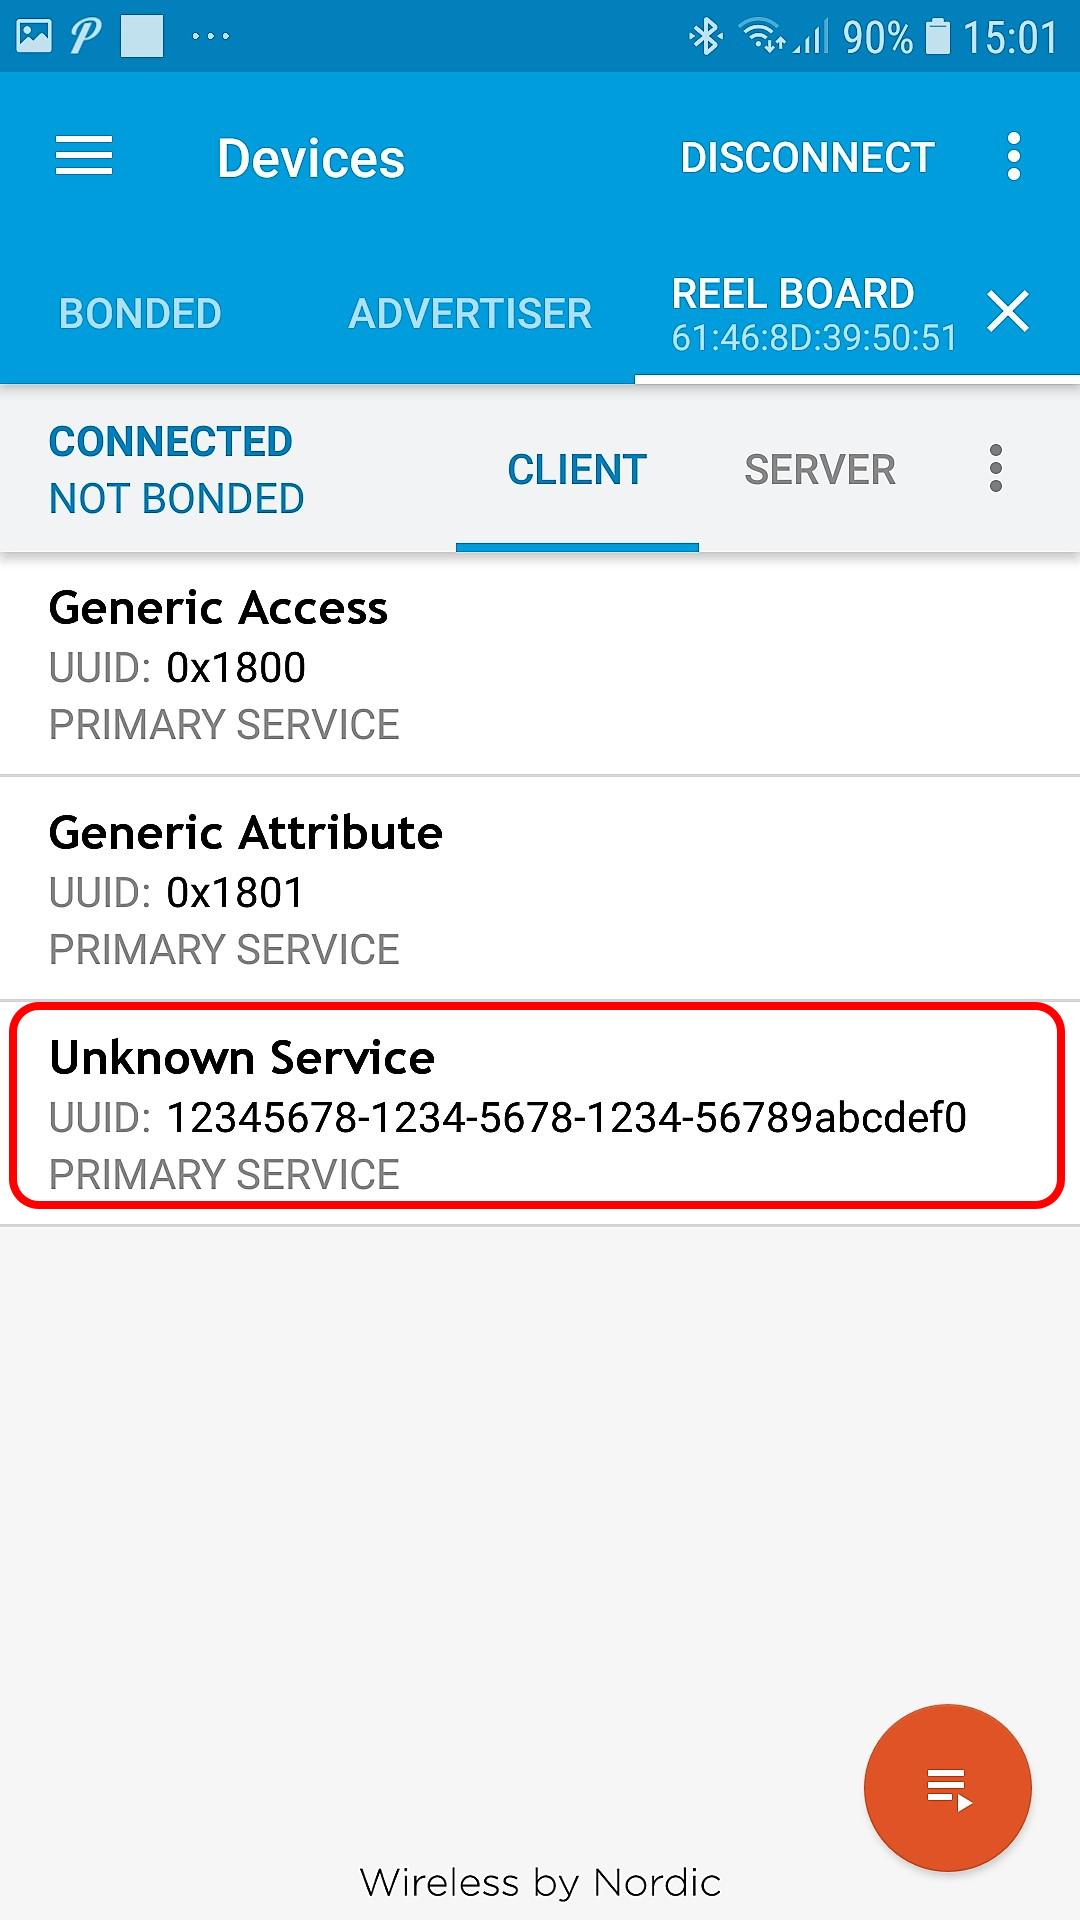 90% 15:01
Devices DISCONNECT
BONDED ADVERTISER REEL BOARD
61:46:8D:39:50:51
CONNECTED
NOT BONDED
CLIENT SERVER
Generic Access
UUID: 0x1800
PRIMARY SERVICE
Generic Attribute
UUID: 0x1801
PRIMARY SERVICE
Unknown Service
UUID: 12345678-1234-5678-1234-56789abcdef0
PRIMARY SERVICE
Wireless by Nordic